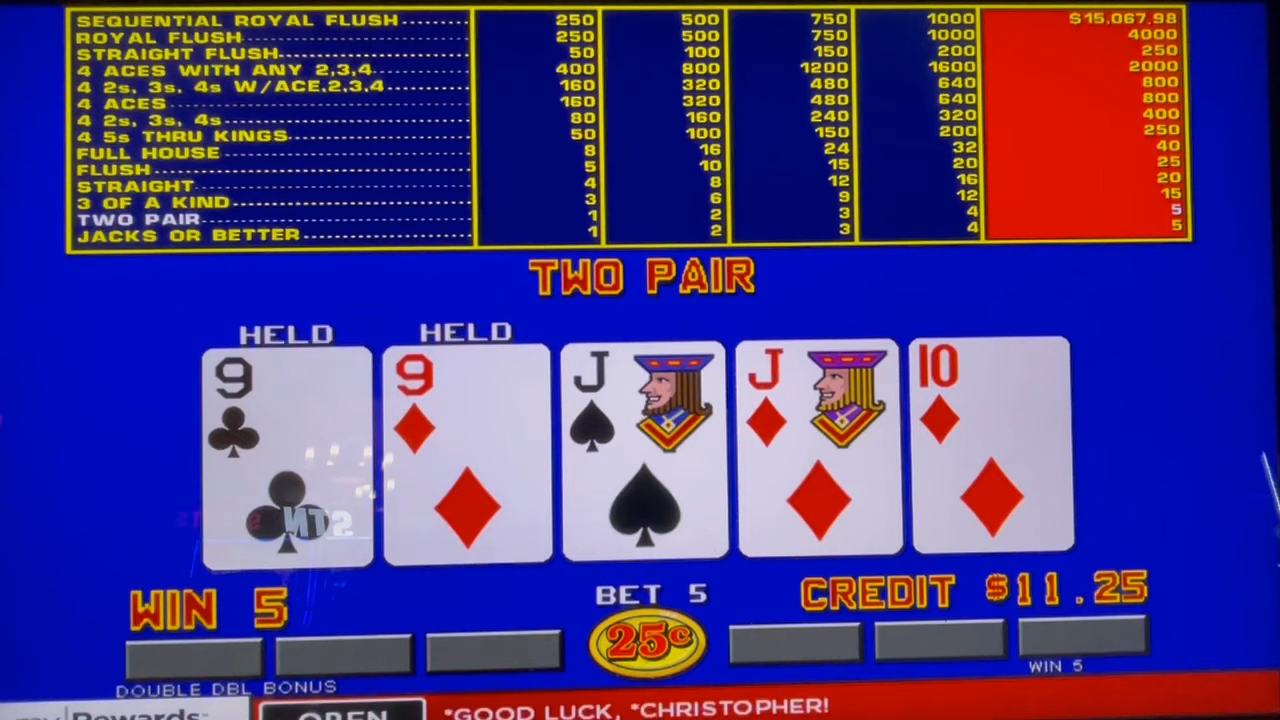 SEQUENTIAL ROYAL FLUSH 250 500 750 1000 $15,067.98
ROYAL FLUSH 250 500 750 1000 4000
STRAIGHT FLUSH 50 100 150 200 250
4 ACES WITH ANY 2,3,4 400 800 1200 1600 2000
4 2s, 3s, 4s W/ACE,2,3,4 160 320 480 640 800
4 ACES 160 320 480 640 800
4 2s, 3s, 4s 80 160 240 320 400
4 5s THRU KINGS 50 100 150 200 250
FULL HOUSE 8 16 24 32 40
FLUSH 5 10 15 20 25
STRAIGHT 4 8 12 16 20
3 OF A KIND 3 6 9 12 15
TWO PAIR 1 2 3 4 5
JACKS OR BETTER 1 2 3 4 5
TWO PAIR
HELD HELD
9 9 J J 10
WIN 5 BET 5 CREDIT $11.25
25¢
WIN 5
DOUBLE DBL BONUS
my|Rewards OPEN *GOOD LUCK, *CHRISTOPHER!